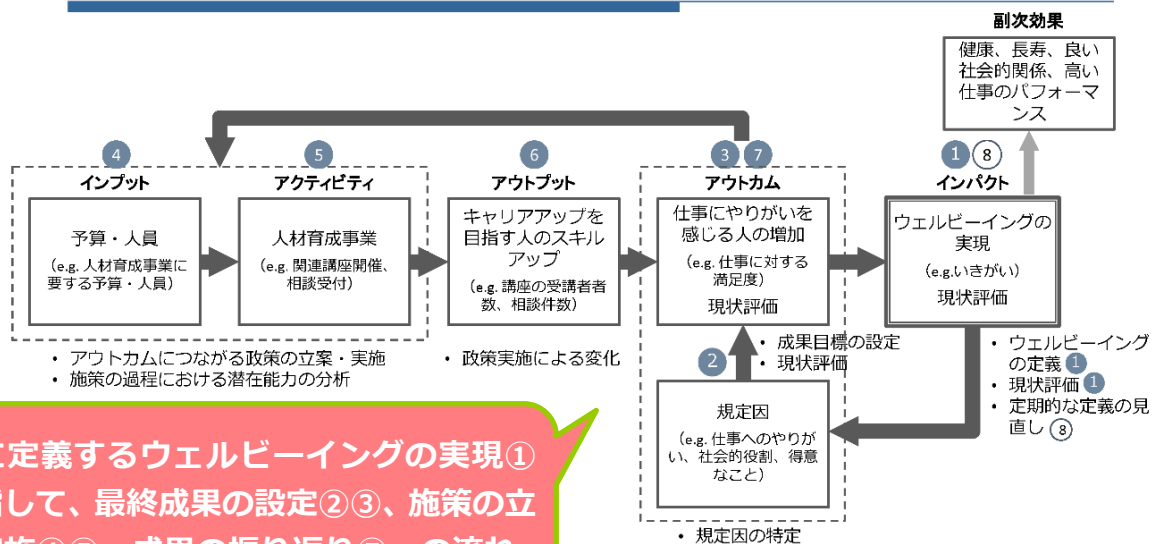 副次効果
健康、長寿、良い
社会的関係、高い
仕事のパフォーマ
ンス
4
インプット
予算・人員
（e.g. 人材育成事業に
要する予算・人員）
5
アクティビティ
人材育成事業
（e.g. 関連講座開催、
相談受付）
・ アウトカムにつながる政策の立案・実施
・ 施策の過程における潜在能力の分析
6
アウトプット
キャリアアップを
目指す人のスキル
アップ
（e.g. 講座の受講者者
数、相談件数）
・ 政策実施による変化
3 7
アウトカム
仕事にやりがいを
感じる人の増加
（e.g. 仕事に対する
満足度）
現状評価
・ 成果目標の設定
・ 現状評価
2
規定因
（e.g. 仕事へのやりが
い、社会的役割、得意
なこと）
・ 規定因の特定
1 8
インパクト
ウェルビーイングの
実現
（e.g.いきがい）
現状評価
・ ウェルビーイング
の定義 1
・ 現状評価 1
・ 定期的な定義の見
直し 8
定義するウェルビーイングの実現①
指して、最終成果の設定②③、施策の立